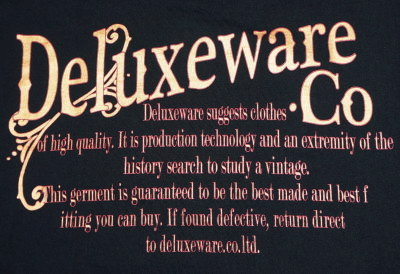 Deluxeware
·Co
Deluxeware suggests clothes
of high quality. It is production technology and an extremity of the
history search to study a vintage.
This germent is guaranteed to be the best made and best f
itting you can buy. If found defective, return direct
to deluxeware.co.ltd.